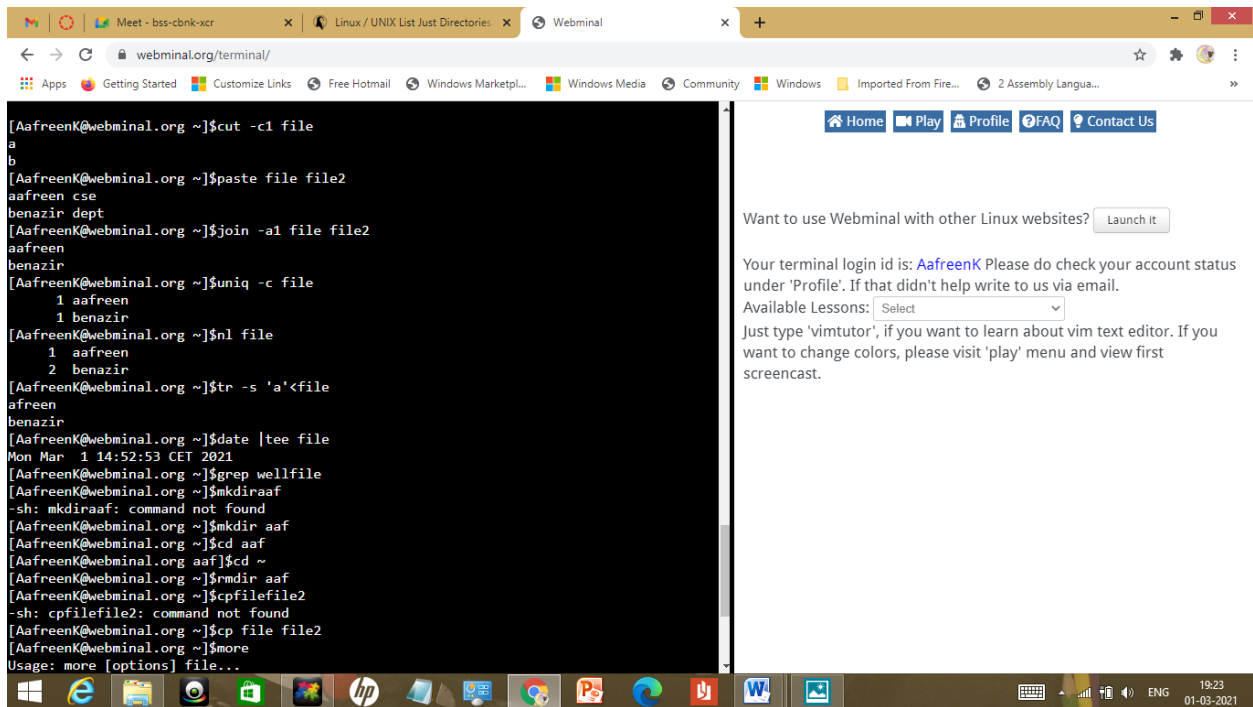 Meet - bss-cbnk-xcr
Linux / UNIX List Just Directories
Webminal
webminal.org/terminal/
Apps Getting Started Customize Links Free Hotmail Windows Marketpl... Windows Media Community Windows Imported From Fire... 2 Assembly Langua... »
[AafreenK@webminal.org ~]$cut -c1 file
a
b
[AafreenK@webminal.org ~]$paste file file2
aafreen cse
benazir dept
[AafreenK@webminal.org ~]$join -a1 file file2
aafreen
benazir
[AafreenK@webminal.org ~]$uniq -c file
1 aafreen
1 benazir
[AafreenK@webminal.org ~]$nl file
1 aafreen
2 benazir
[AafreenK@webminal.org ~]$tr -s 'a'<file
afreen
benazir
[AafreenK@webminal.org ~]$date |tee file
Mon Mar  1 14:52:53 CET 2021
[AafreenK@webminal.org ~]$grep wellfile
[AafreenK@webminal.org ~]$mkdiraaf
-sh: mkdiraaf: command not found
[AafreenK@webminal.org ~]$mkdir aaf
[AafreenK@webminal.org ~]$cd aaf
[AafreenK@webminal.org aaf]$cd ~
[AafreenK@webminal.org ~]$rmdir aaf
[AafreenK@webminal.org ~]$cpfilefile2
-sh: cpfilefile2: command not found
[AafreenK@webminal.org ~]$cp file file2
[AafreenK@webminal.org ~]$more
Usage: more [options] file...
Home Play Profile FAQ Contact Us
Want to use Webminal with other Linux websites? Launch it
Your terminal login id is: AafreenK Please do check your account status
under 'Profile'. If that didn't help write to us via email.
Available Lessons: Select
Just type 'vimtutor', if you want to learn about vim text editor. If you
want to change colors, please visit 'play' menu and view first
screencast.
ENG
19:23
01-03-2021